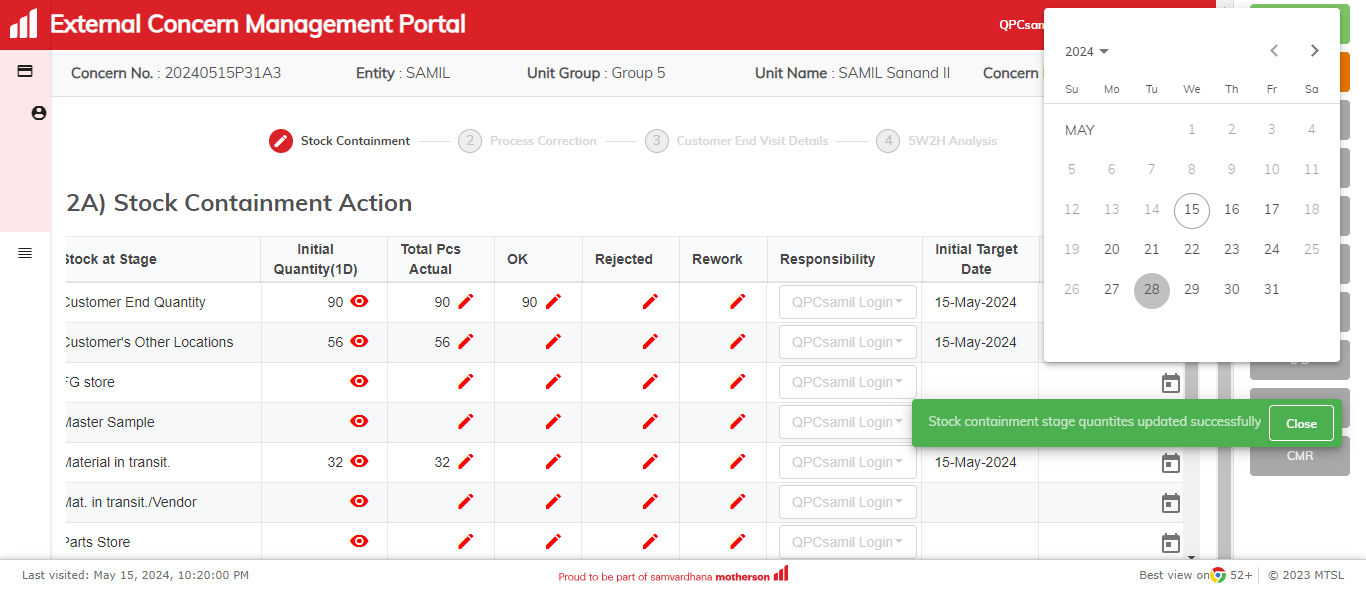 External Concern Management Portal
Concern No. : 20240515P31A3 Entity : SAMIL Unit Group : Group 5 Unit Name : SAMIL Sanand II Concern
Stock Containment 2 Process Correction 3 Customer End Visit Details 4 5W2H Analysis
2A) Stock Containment Action
Stock at Stage Initial Quantity(1D) Total Pcs Actual OK Rejected Rework Responsibility Initial Target Date
Customer End Quantity 90 90 90 QPCsamil Login 15-May-2024
Customer's Other Locations 56 56 QPCsamil Login 15-May-2024
FG store QPCsamil Login
Master Sample QPCsamil Login
Material in transit. 32 32 QPCsamil Login 15-May-2024
Mat. in transit./Vendor QPCsamil Login
Parts Store QPCsamil Login
2024
Su Mo Tu We Th Fr Sa
MAY 1 2 3 4
5 6 7 8 9 10 11
12 13 14 15 16 17 18
19 20 21 22 23 24 25
26 27 28 29 30 31
Stock containment stage quantites updated successfully Close
CMR
Last visited: May 15, 2024, 10:20:00 PM Proud to be part of samvardhana motherson Best view on 52+ © 2023 MTSL